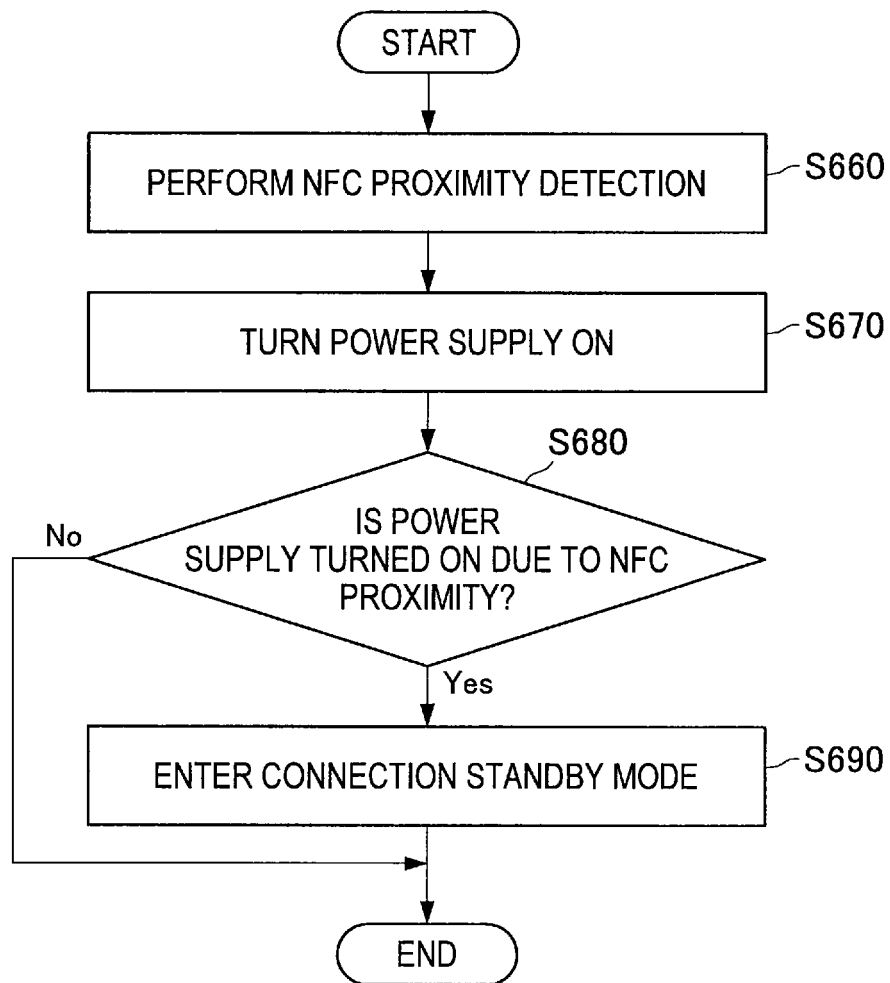 START
PERFORM NFC PROXIMITY DETECTION
S660
TURN POWER SUPPLY ON
S670
S680
No
IS POWER
SUPPLY TURNED ON DUE TO NFC
PROXIMITY?
Yes
ENTER CONNECTION STANDBY MODE
S690
END